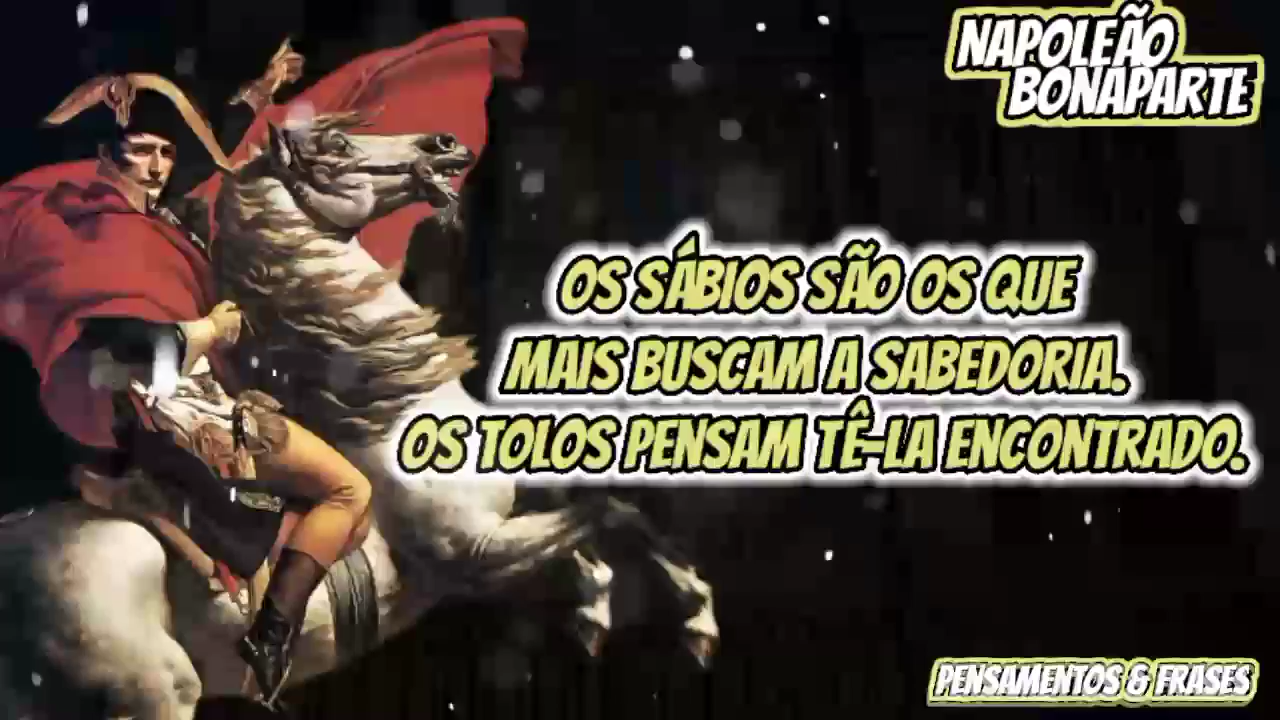 NAPOLEÃO
BONAPARTE
OS SÁBIOS SÃO OS QUE
MAIS BUSCAM A SABEDORIA.
OS TOLOS PENSAM TÊ-LA ENCONTRADO.
PENSAMENTOS & FRASES